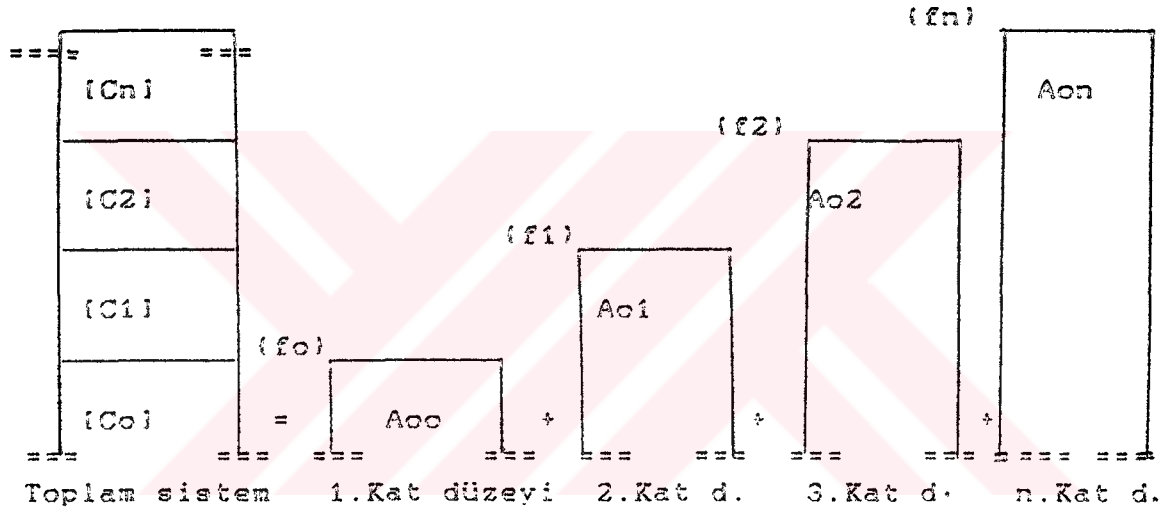 (fn)
==== ===
[Cn] Aon
(f2)
[C2] Ao2
(f1)
[C1] Ao1
(fo)
[Co] = Aoo + + +
=== === === === === === === === = === ===
Toplam sistem 1.Kat düzeyi 2.Kat d. 3.Kat d. n.Kat d.